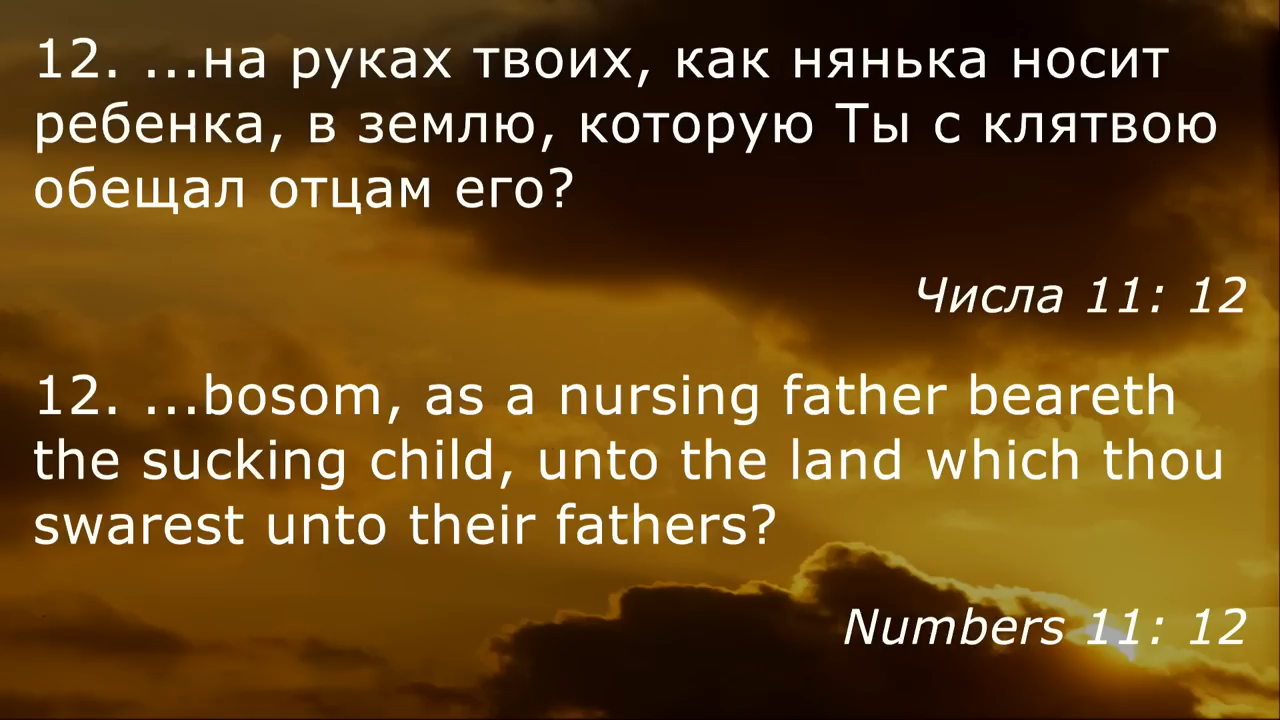 12. ...на руках твоих, как нянька носит
ребенка, в землю, которую Ты с клятвою
обещал отцам его?
Числа 11: 12
12. ...bosom, as a nursing father beareth
the sucking child, unto the land which thou
swarest unto their fathers?
Numbers 11: 12